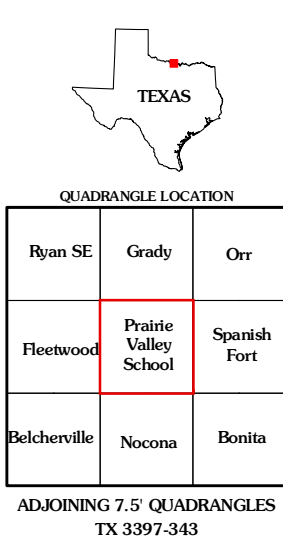 TEXAS
QUADRANGLE LOCATION
Ryan SE Grady Orr
Fleetwood Prairie Valley School Spanish Fort
Belcherville Nocona Bonita
ADJOINING 7.5' QUADRANGLES
TX 3397-343